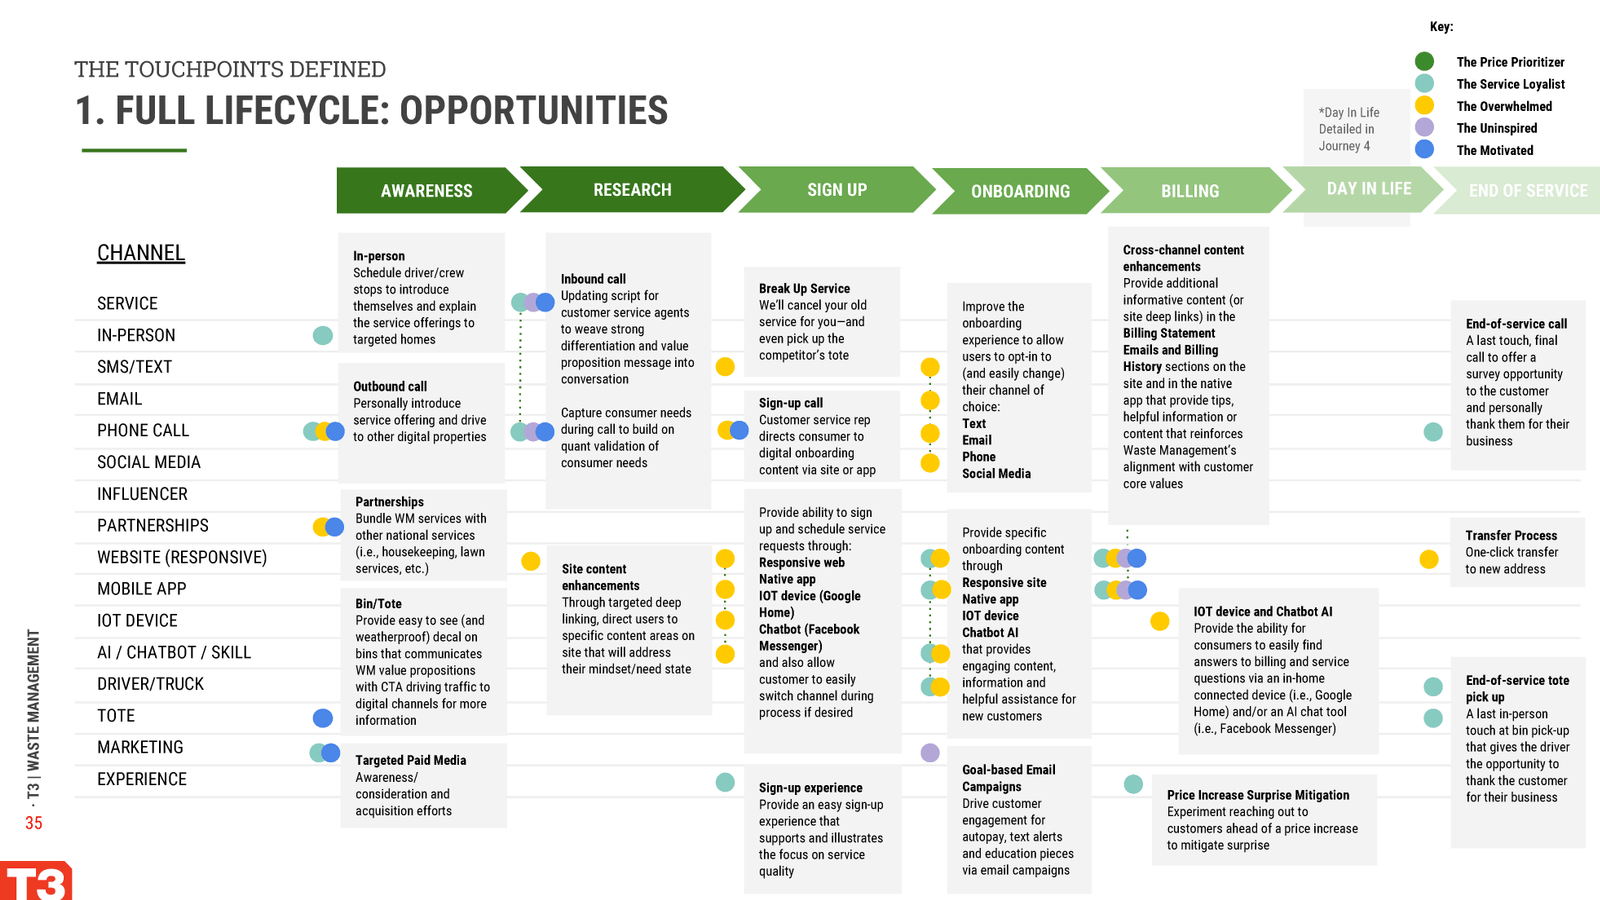 Key:
The Price Prioritizer
The Service Loyalist
The Overwhelmed
The Uninspired
The Motivated
THE TOUCHPOINTS DEFINED
1. FULL LIFECYCLE: OPPORTUNITIES
*Day In Life
Detailed in
Journey 4
AWARENESS
RESEARCH
SIGN UP
ONBOARDING
BILLING
DAY IN LIFE
END OF SERVICE
CHANNEL
SERVICE
IN-PERSON
SMS/TEXT
EMAIL
PHONE CALL
SOCIAL MEDIA
INFLUENCER
PARTNERSHIPS
WEBSITE (RESPONSIVE)
MOBILE APP
IOT DEVICE
AI / CHATBOT / SKILL
DRIVER/TRUCK
TOTE
MARKETING
EXPERIENCE
In-person
Schedule driver/crew
stops to introduce
themselves and explain
the service offerings to
targeted homes
Outbound call
Personally introduce
service offering and drive
to other digital properties
Partnerships
Bundle WM services with
other national services
(i.e., housekeeping, lawn
services, etc.)
Bin/Tote
Provide easy to see (and
weatherproof) decal on
bins that communicates
WM value propositions
with CTA driving traffic to
digital channels for more
information
Targeted Paid Media
Awareness/
consideration and
acquisition efforts
Inbound call
Updating script for
customer service agents
to weave strong
differentiation and value
proposition message into
conversation
Capture consumer needs
during call to build on
quant validation of
consumer needs
Site content
enhancements
Through targeted deep
linking, direct users to
specific content areas on
site that will address
their mindset/need state
Break Up Service
We'll cancel your old
service for you—and
even pick up the
competitor's tote
Sign-up call
Customer service rep
directs consumer to
digital onboarding
content via site or app
Provide ability to sign
up and schedule service
requests through:
Responsive web
Native app
IOT device (Google
Home)
Chatbot (Facebook
Messenger)
and also allow
customer to easily
switch channel during
process if desired
Sign-up experience
Provide an easy sign-up
experience that
supports and illustrates
the focus on service
quality
Improve the
onboarding
experience to allow
users to opt-in to
(and easily change)
their channel of
choice:
Text
Email
Phone
Social Media
Provide specific
onboarding content
through
Responsive site
Native app
IOT device
Chatbot AI
that provides
engaging content,
information and
helpful assistance for
new customers
Goal-based Email
Campaigns
Drive customer
engagement for
autopay, text alerts
and education pieces
via email campaigns
Cross-channel content
enhancements
Provide additional
informative content (or
site deep links) in the
Billing Statement
Emails and Billing
History sections on the
site and in the native
app that provide tips,
helpful information or
content that reinforces
Waste Management's
alignment with customer
core values
IOT device and Chatbot AI
Provide the ability for
consumers to easily find
answers to billing and service
questions via an in-home
connected device (i.e., Google
Home) and/or an AI chat tool
(i.e., Facebook Messenger)
Price Increase Surprise Mitigation
Experiment reaching out to
customers ahead of a price increase
to mitigate surprise
End-of-service call
A last touch, final
call to offer a
survey opportunity
to the customer
and personally
thank them for their
business
Transfer Process
One-click transfer
to new address
End-of-service tote
pick up
A last in-person
touch at bin pick-up
that gives the driver
the opportunity to
thank the customer
for their business
· T3 | WASTE MANAGEMENT
35
T3